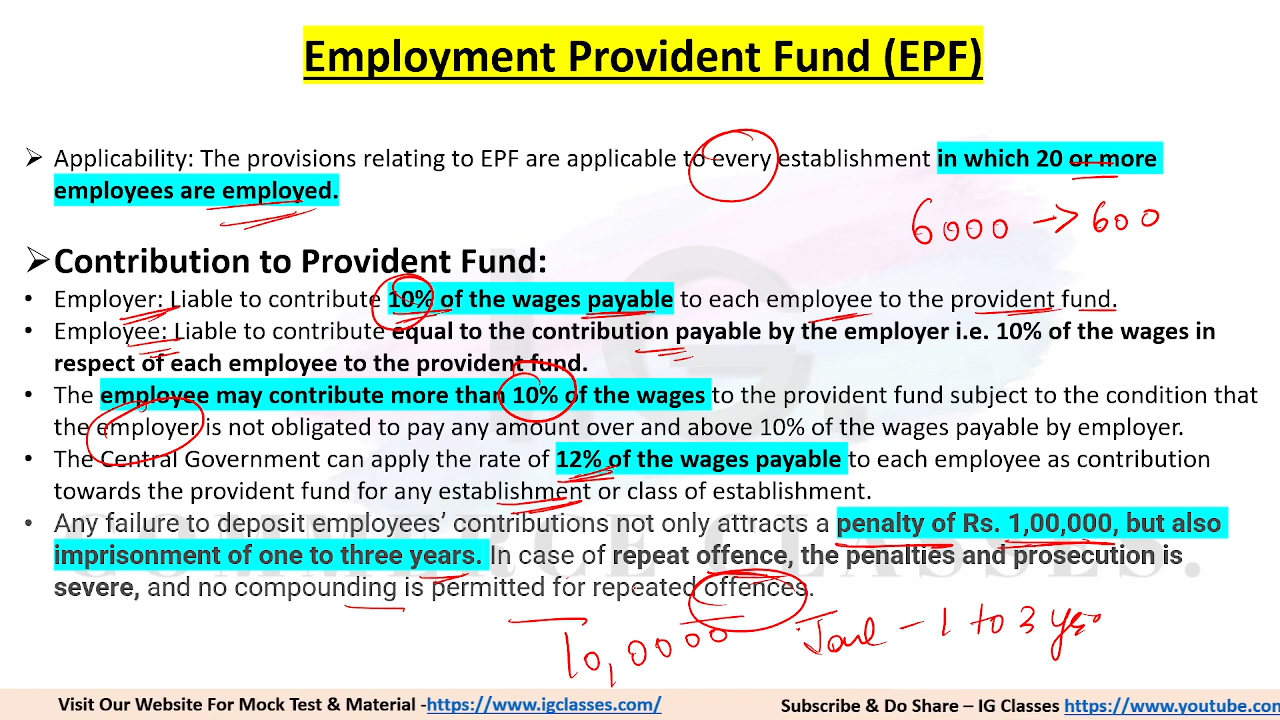 Employment Provident Fund (EPF)
➢ Applicability: The provisions relating to EPF are applicable to every establishment in which 20 or more
employees are employed.
6000 -> 600
➢ Contribution to Provident Fund:
• Employer: Liable to contribute 10% of the wages payable to each employee to the provident fund.
• Employee: Liable to contribute equal to the contribution payable by the employer i.e. 10% of the wages in
respect of each employee to the provident fund.
• The employee may contribute more than 10% of the wages to the provident fund subject to the condition that
the employer is not obligated to pay any amount over and above 10% of the wages payable by employer.
• The Central Government can apply the rate of 12% of the wages payable to each employee as contribution
towards the provident fund for any establishment or class of establishment.
• Any failure to deposit employees’ contributions not only attracts a penalty of Rs. 1,00,000, but also
imprisonment of one to three years. In case of repeat offence, the penalties and prosecution is
severe, and no compounding is permitted for repeated offences.
COMMERCE CLASSES.
10,0000 - 1 to 3
Visit Our Website For Mock Test & Material -https://www.igclasses.com/
Subscribe & Do Share – IG Classes https://www.youtube.com